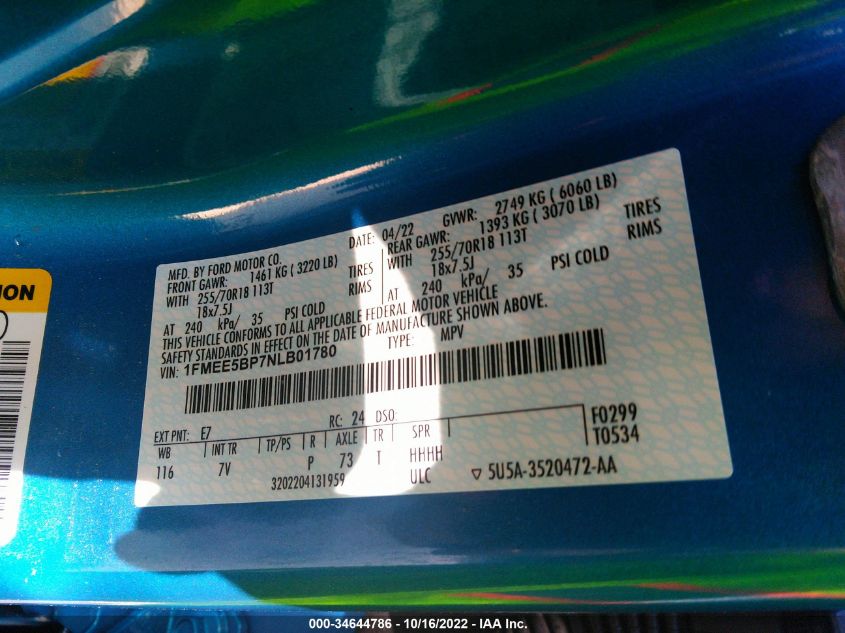 ION
MFD. BY FORD MOTOR CO.
DATE: 04/22 GVWR: 2749 KG ( 6060 LB)
FRONT GAWR: 1461 KG ( 3220 LB) REAR GAWR: 1393 KG ( 3070 LB)
WITH 255/70R18 113T TIRES WITH 255/70R18 113T TIRES
18x7.5J RIMS 18x7.5J RIMS
AT 240 kPa/ 35 PSI COLD AT 240 kPa/ 35 PSI COLD
THIS VEHICLE CONFORMS TO ALL APPLICABLE FEDERAL MOTOR VEHICLE
SAFETY STANDARDS IN EFFECT ON THE DATE OF MANUFACTURE SHOWN ABOVE.
VIN: 1FMEE5BP7NLB01780 TYPE: MPV
EXT PNT: E7 RC: 24 DSO: F0299
WB INT TR TP/PS R AXLE TR SPR T0534
116 7V P 73 T HHHH
3202204131959 ULC 5U5A-3520472-AA
000-34644786 - 10/16/2022 - IAA Inc.